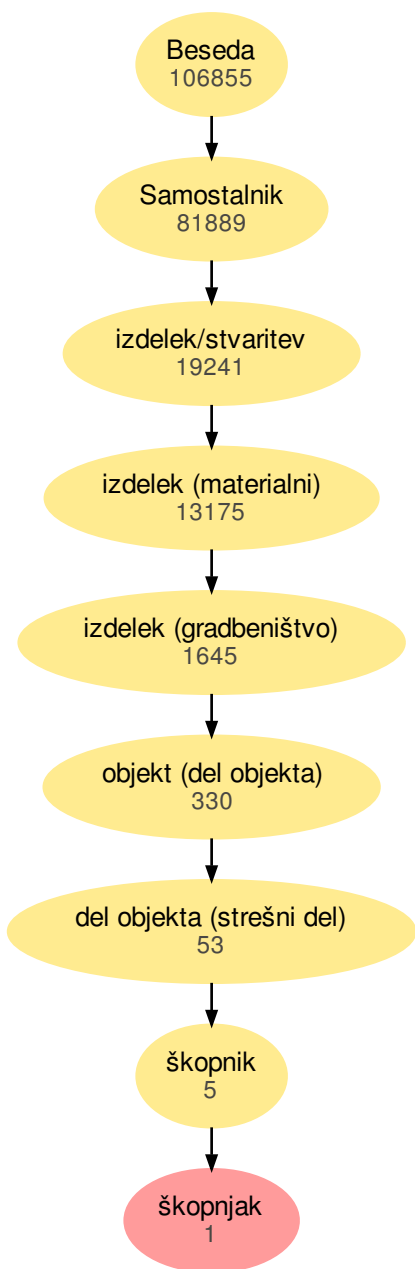 Beseda
106855
Samostalnik
81889
izdelek/stvaritev
19241
izdelek (materialni)
13175
izdelek (gradbeništvo)
1645
objekt (del objekta)
330
del objekta (strešni del)
53
škopnik
5
škopnjak
1